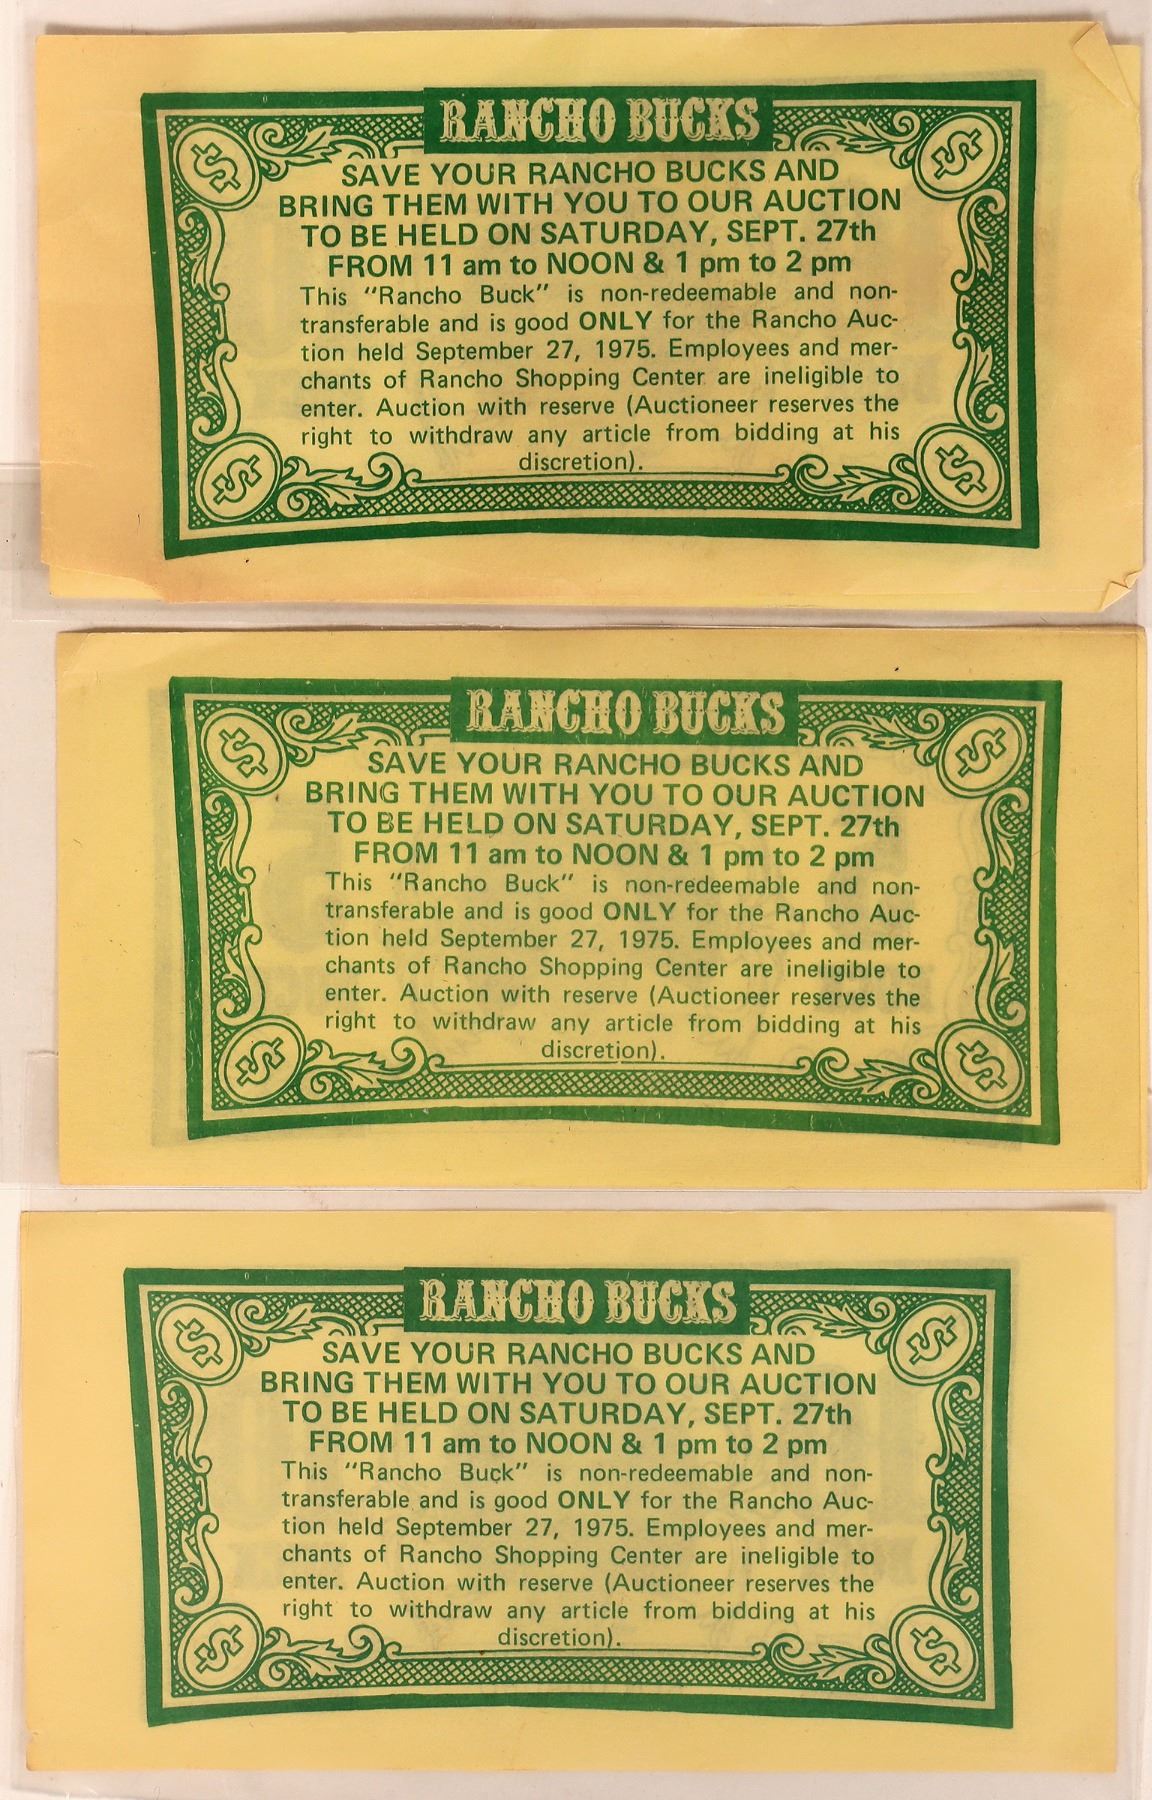 RANCHO BUCKS
SAVE YOUR RANCHO BUCKS AND
BRING THEM WITH YOU TO OUR AUCTION
TO BE HELD ON SATURDAY, SEPT. 27th
FROM 11 am to NOON & 1 pm to 2 pm
This "Rancho Buck" is non-redeemable and non-
transferable and is good ONLY for the Rancho Auc-
tion held September 27, 1975. Employees and mer-
chants of Rancho Shopping Center are ineligible to
enter. Auction with reserve (Auctioneer reserves the
right to withdraw any article from bidding at his
discretion).
RANCHO BUCKS
SAVE YOUR RANCHO BUCKS AND
BRING THEM WITH YOU TO OUR AUCTION
TO BE HELD ON SATURDAY, SEPT. 27th
FROM 11 am to NOON & 1 pm to 2 pm
This "Rancho Buck" is non-redeemable and non-
transferable and is good ONLY for the Rancho Auc-
tion held September 27, 1975. Employees and mer-
chants of Rancho Shopping Center are ineligible to
enter. Auction with reserve (Auctioneer reserves the
right to withdraw any article from bidding at his
discretion).
RANCHO BUCKS
SAVE YOUR RANCHO BUCKS AND
BRING THEM WITH YOU TO OUR AUCTION
TO BE HELD ON SATURDAY, SEPT. 27th
FROM 11 am to NOON & 1 pm to 2 pm
This "Rancho Buck" is non-redeemable and non-
transferable and is good ONLY for the Rancho Auc-
tion held September 27, 1975. Employees and mer-
chants of Rancho Shopping Center are ineligible to
enter. Auction with reserve (Auctioneer reserves the
right to withdraw any article from bidding at his
discretion).